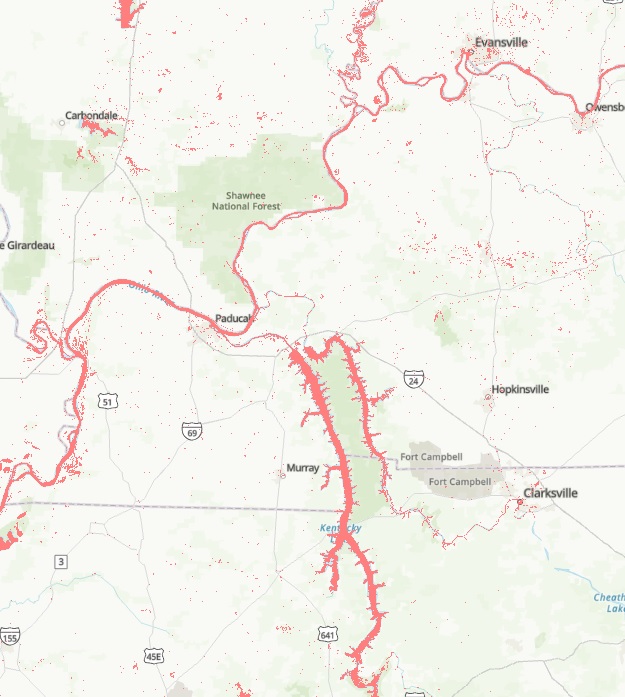 Evansville
Owensb
Carbondale
Shawnee
National Forest
e Girardeau
Ohio
Paducah
24
51
Hopkinsville
69
Fort Campbell
Murray
Fort Campbell
Clarksville
Kentucky
3
Cheath
Lake
155
641
45E